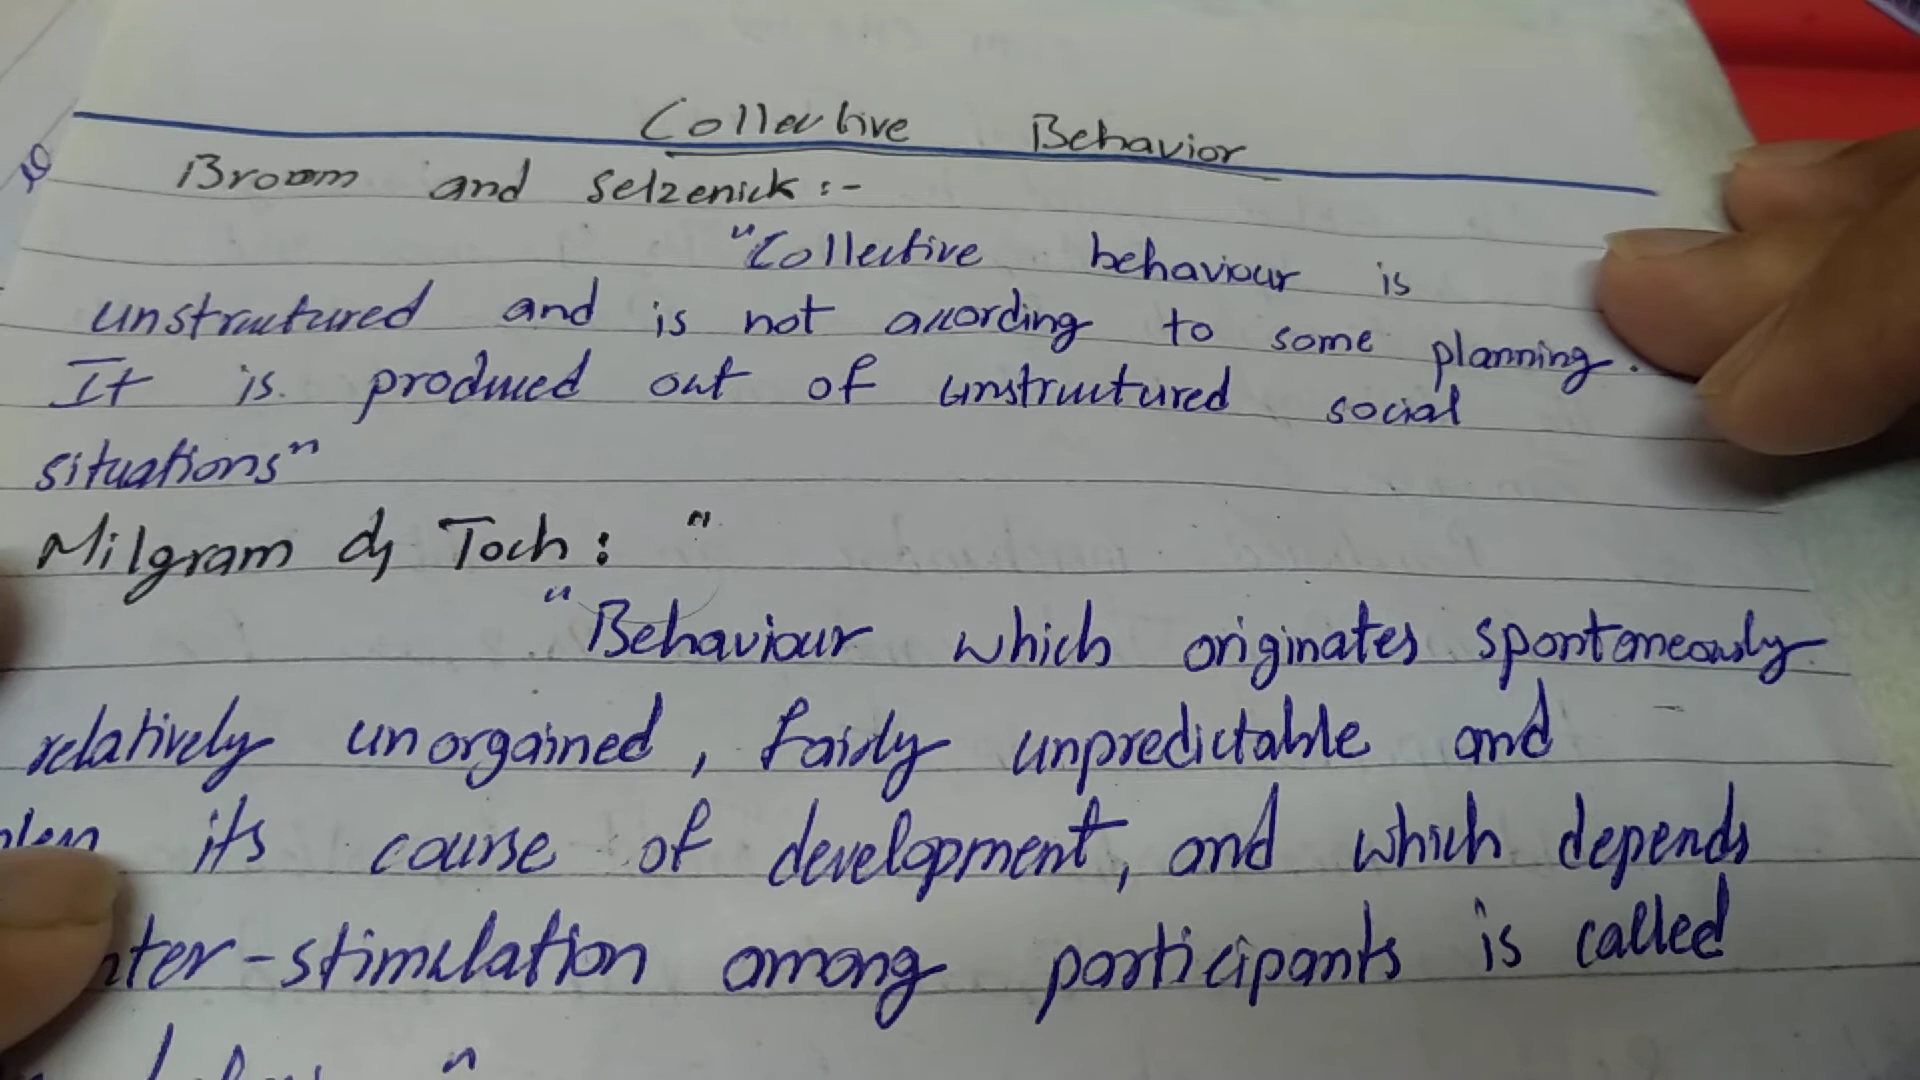 Collective Behavior
Broom and Selzenick :-
"Collective behaviour is
unstructured and is not according to some planning.
It is produced out of unstructured social
situations"
Milgram & Toch : "
"Behaviour which originates spontaneously
relatively unorgained, fairly unpredictable and
its course of development, and which depends
nter-stimulation among participants is called
"